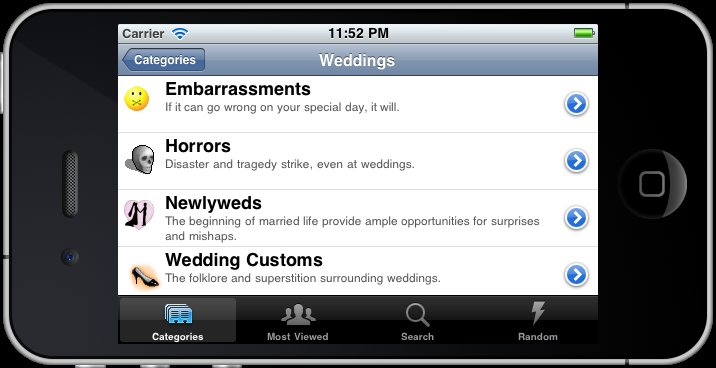 Carrier 11:52 PM
Categories Weddings
Embarrassments
If it can go wrong on your special day, it will.
Horrors
Disaster and tragedy strike, even at weddings.
Newlyweds
The beginning of married life provide ample opportunities for surprises
and mishaps.
Wedding Customs
The folklore and superstition surrounding weddings.
Categories Most Viewed Search Random